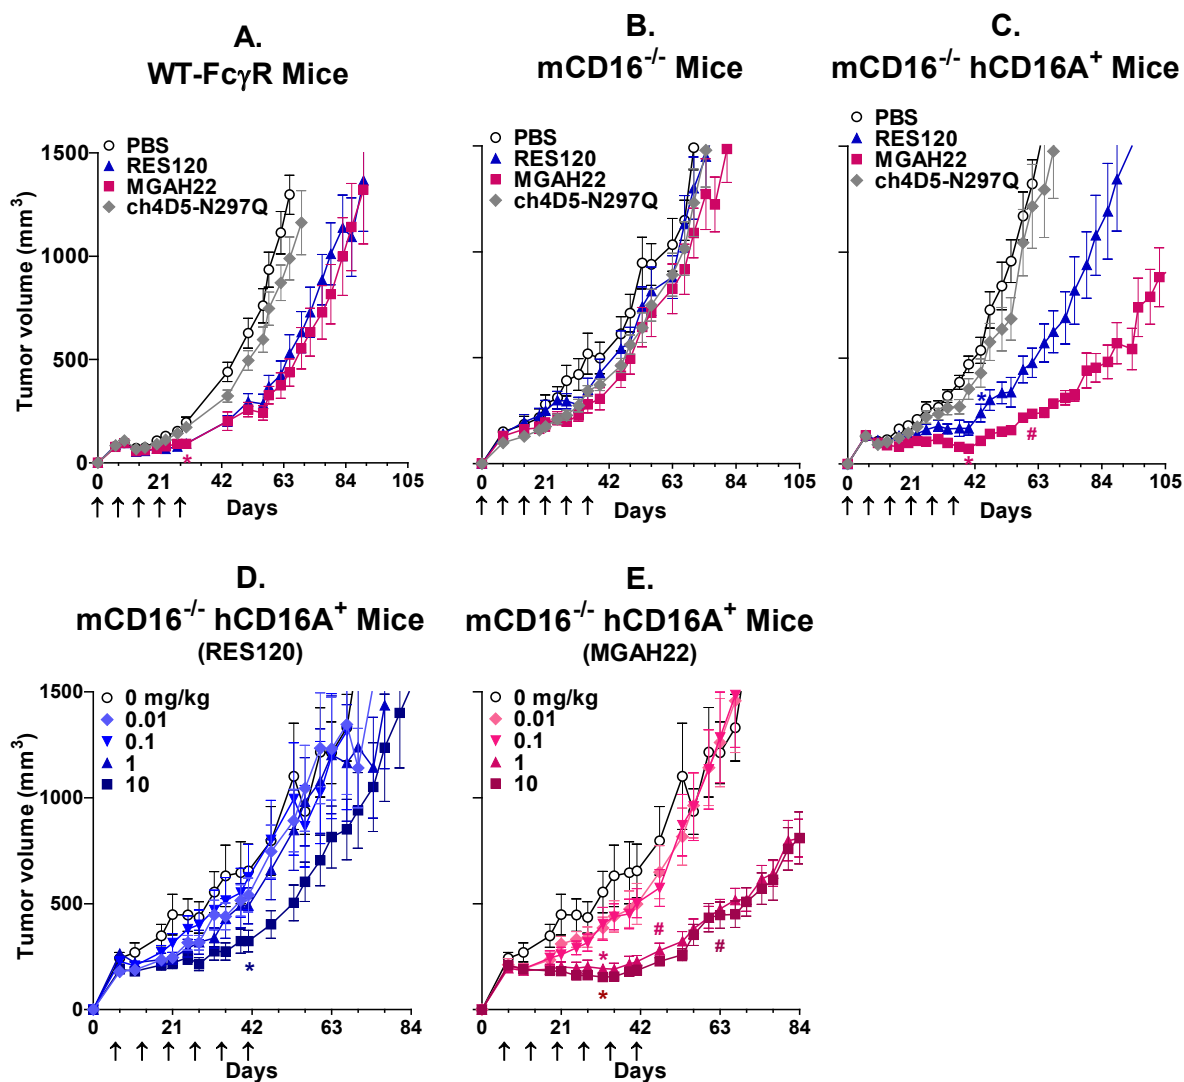 A.
WT-FcγR Mice
B.
mCD16-/- Mice
C.
mCD16-/- hCD16A+ Mice
PBS
RES120
MGAH22
ch4D5-N297Q
PBS
RES120
MGAH22
ch4D5-N297Q
PBS
RES120
MGAH22
ch4D5-N297Q
Tumor volume (mm3)
1500
1000
500
0
*
* * #
0 21 42 63 84 105
0 21 42 63 84 105
0 21 42 63 84 105
Days
Days
Days
D.
mCD16-/- hCD16A+ Mice
(RES120)
E.
mCD16-/- hCD16A+ Mice
(MGAH22)
0 mg/kg
0.01
0.1
1
10
0 mg/kg
0.01
0.1
1
10
Tumor volume (mm3)
1500
1000
500
0
*
1500
1000
500
0
# * # *
0 21 42 63 84
0 21 42 63 84
Days
Days